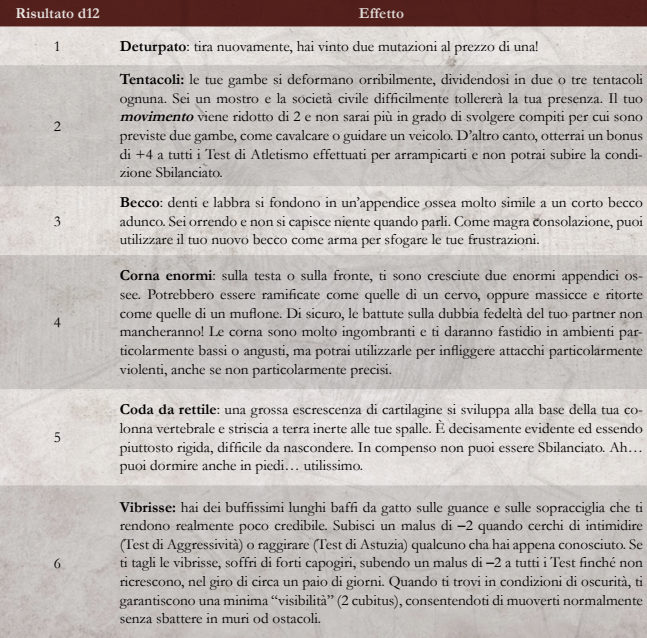 Risultato d12 Effetto
1 Deturpato: tira nuovamente, hai vinto due mutazioni al prezzo di una!
Tentacoli: le tue gambe si deformano orribilmente, dividendosi in due o tre tentacoli
ognuna. Sei un mostro e la società civile difficilmente tollererà la tua presenza. Il tuo
movimento viene ridotto di 2 e non sarai più in grado di svolgere compiti per cui sono
2 previste due gambe, come cavalcare o guidare un veicolo. D'altro canto, otterrai un bonus
di +4 a tutti i Test di Atletismo effettuati per arrampicarti e non potrai subire la condi-
zione Sbilanciato.
Becco: denti e labbra si fondono in un'appendice ossea molto simile a un corto becco
3 adunco. Sei orrendo e non si capisce niente quando parli. Come magra consolazione, puoi
utilizzare il tuo nuovo becco come arma per sfogare le tue frustrazioni.
Corna enormi: sulla testa o sulla fronte, ti sono cresciute due enormi appendici os-
see. Potrebbero essere ramificate come quelle di un cervo, oppure massicce e ritorte
come quelle di un muflone. Di sicuro, le battute sulla dubbia fedeltà del tuo partner non
4 mancheranno! Le corna sono molto ingombranti e ti daranno fastidio in ambienti par-
ticolarmente bassi o angusti, ma potrai utilizzarle per infliggere attacchi particolarmente
violenti, anche se non particolarmente precisi.
Coda da rettile: una grossa escrescenza di cartilagine si sviluppa alla base della tua co-
5 lonna vertebrale e striscia a terra inerte alle tue spalle. È decisamente evidente ed essendo
piuttosto rigida, difficile da nascondere. In compenso non puoi essere Sbilanciato. Ah…
puoi dormire anche in piedi… utilissimo.
Vibrisse: hai dei buffissimi lunghi baffi da gatto sulle guance e sulle sopracciglia che ti
rendono realmente poco credibile. Subisci un malus di −2 quando cerchi di intimidire
(Test di Aggressività) o raggirare (Test di Astuzia) qualcuno cha hai appena conosciuto. Se
6 ti tagli le vibrisse, soffri di forti capogiri, subendo un malus di −2 a tutti i Test finché non
ricrescono, nel giro di circa un paio di giorni. Quando ti trovi in condizioni di oscurità, ti
garantiscono una minima "visibilità" (2 cubitus), consentendoti di muoverti normalmente
senza sbattere in muri od ostacoli.